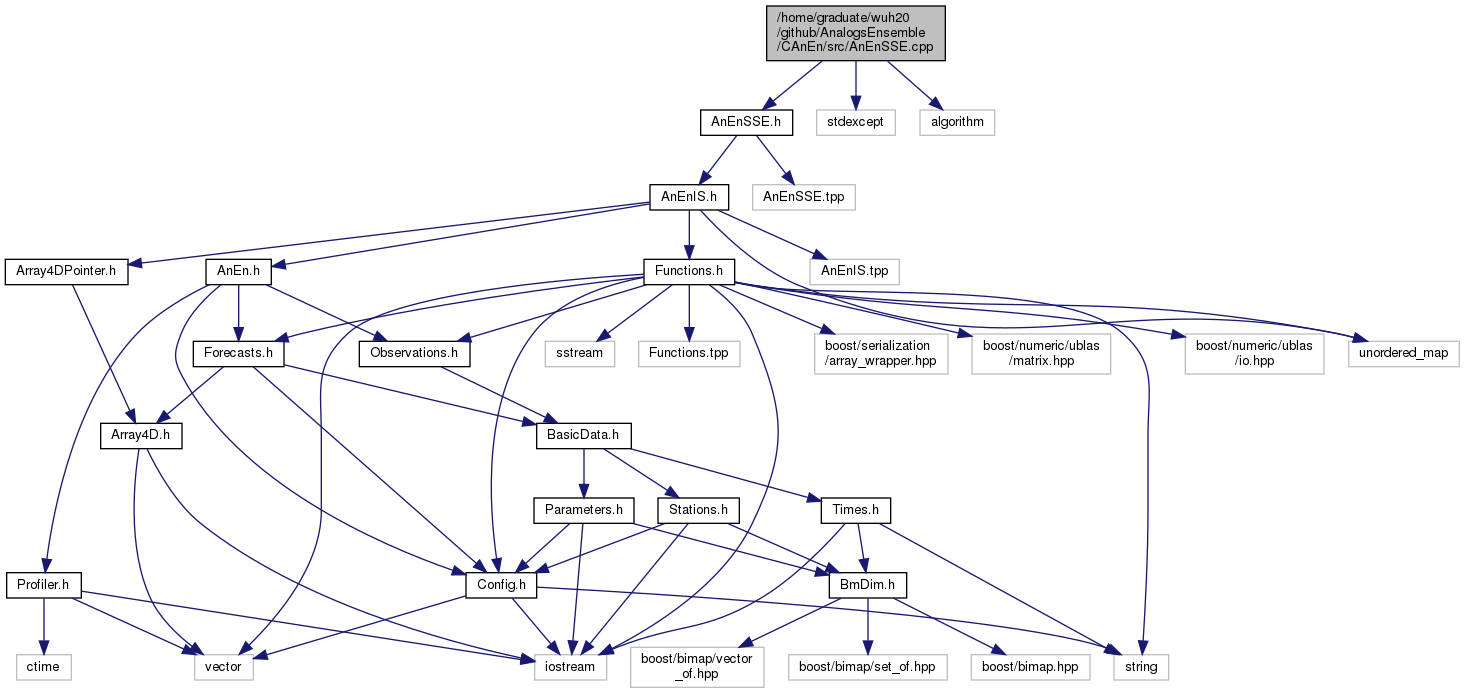 /home/graduate/wuh20
/github/AnalogsEnsemble
/CAnEn/src/AnEnSSE.cpp
AnEnSSE.h
stdexcept
algorithm
AnEnIS.h
AnEnSSE.tpp
Array4DPointer.h
AnEn.h
Functions.h
AnEnIS.tpp
Forecasts.h
Observations.h
sstream
Functions.tpp
boost/serialization
/array_wrapper.hpp
boost/numeric/ublas
/matrix.hpp
boost/numeric/ublas
/io.hpp
unordered_map
Array4D.h
BasicData.h
Parameters.h
Stations.h
Times.h
Profiler.h
Config.h
BmDim.h
ctime
vector
iostream
boost/bimap/vector
_of.hpp
boost/bimap/set_of.hpp
boost/bimap.hpp
string